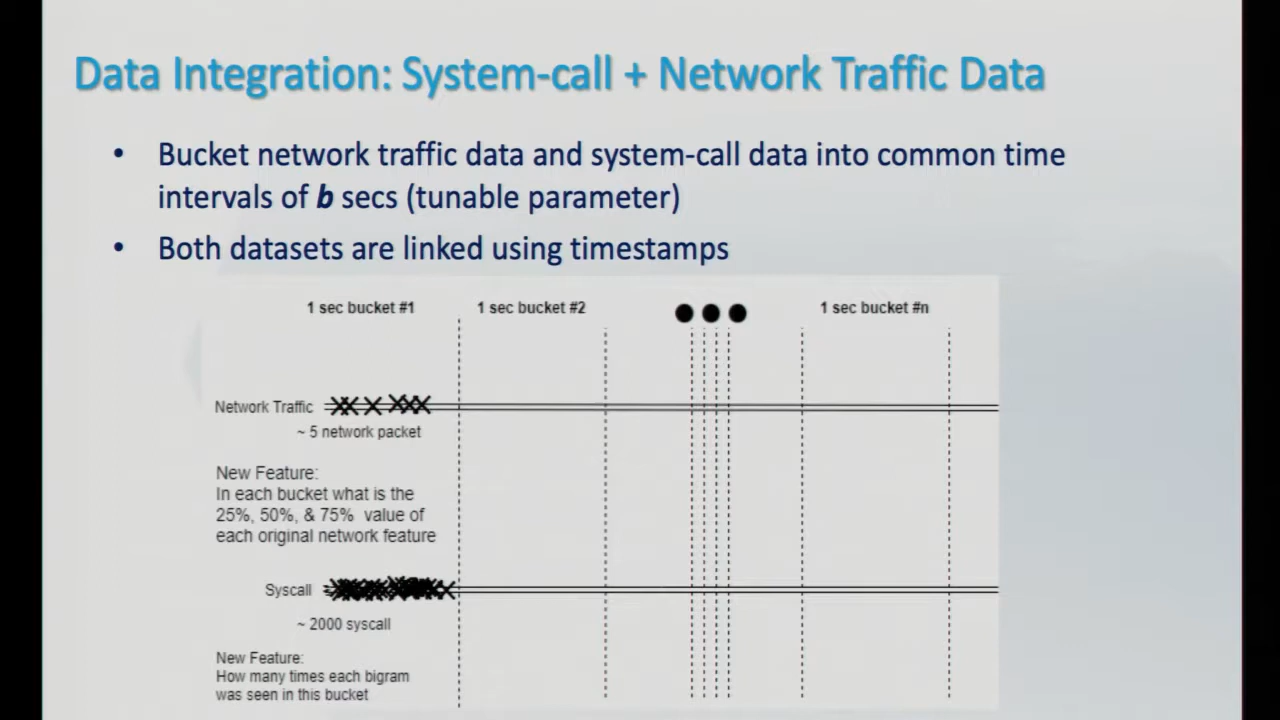 Data Integration: System-call + Network Traffic Data
• Bucket network traffic data and system-call data into common time
intervals of b secs (tunable parameter)
• Both datasets are linked using timestamps
1 sec bucket #1
1 sec bucket #2
1 sec bucket #n
Network Traffic
~ 5 network packet
New Feature:
In each bucket what is the
25%, 50%, & 75% value of
each original network feature
Syscall
~ 2000 syscall
New Feature:
How many times each bigram
was seen in this bucket